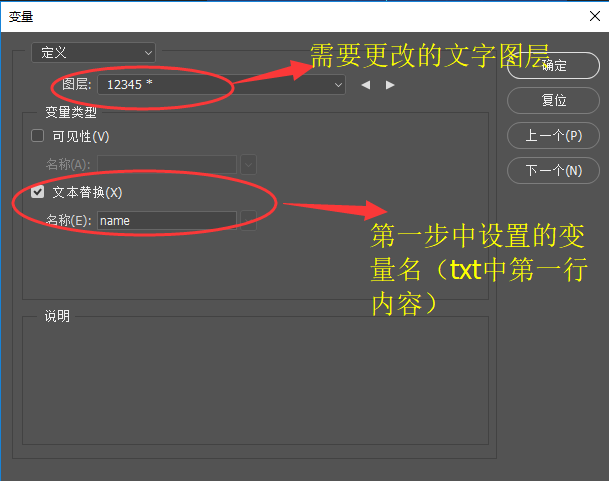 变量
定义
需要更改的文字图层
确定
图层: 12345 *
复位
变量类型
可见性(V)
上一个(P)
名称(A):
下一个(N)
文本替换(X)
名称(E): name
第一步中设置的变
量名（txt中第一行
内容）
说明